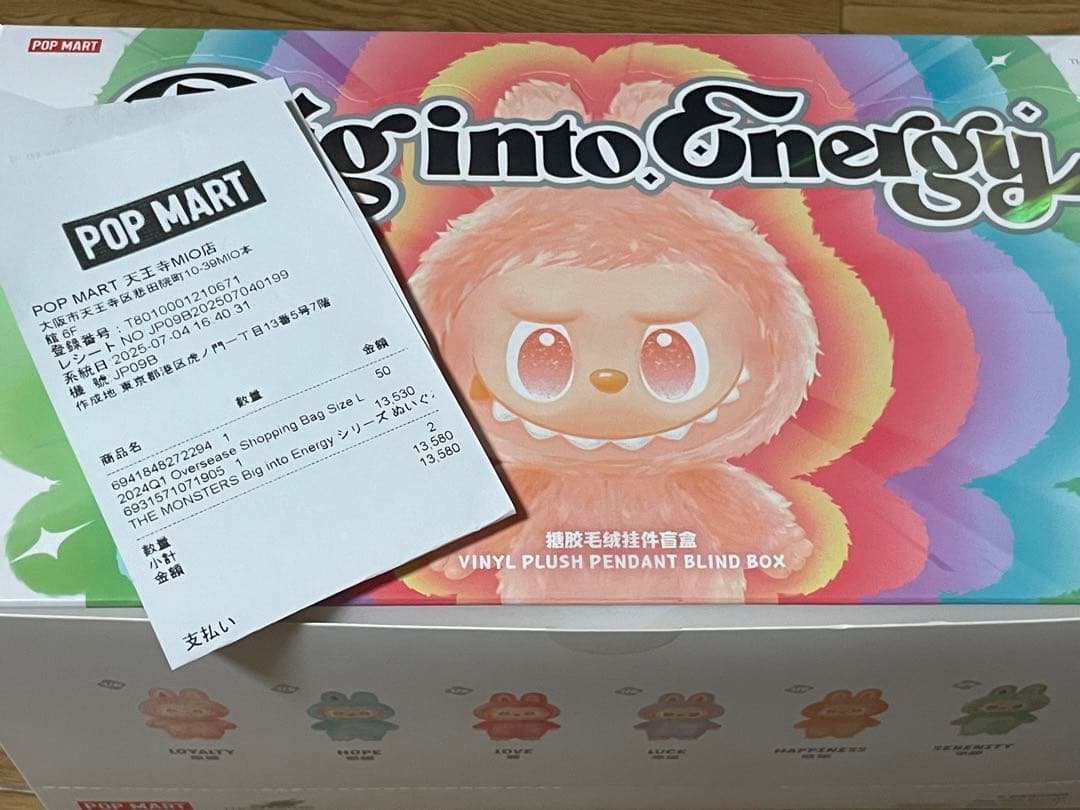 POP MART
Big into Energy
POP MART
POP MART 天王寺MIO店
大阪市天王寺区悲田院町10-39MIO本
館 6F
登録番号：T8010001210671
レシート NO JP09B202507040199
系統日 2025-07-04 16:40:31
機 號 JP09B
作成地 東京都港区虎ノ門一丁目13番5号7階
商品名 数量 金額
6941848272294 1 50
2024Q1 Oversease Shopping Bag Size L
6931571071905 1 13,530
THE MONSTERS Big into Energy シリーズ ぬいぐ
数量 2
小計 13,580
金額 13,580
支払い
搪胶毛绒挂件盲盒
VINYL PLUSH PENDANT BLIND BOX
LOYALTY
HOPE
LOVE
LUCK
HAPPINESS
SERENITY
POP MART